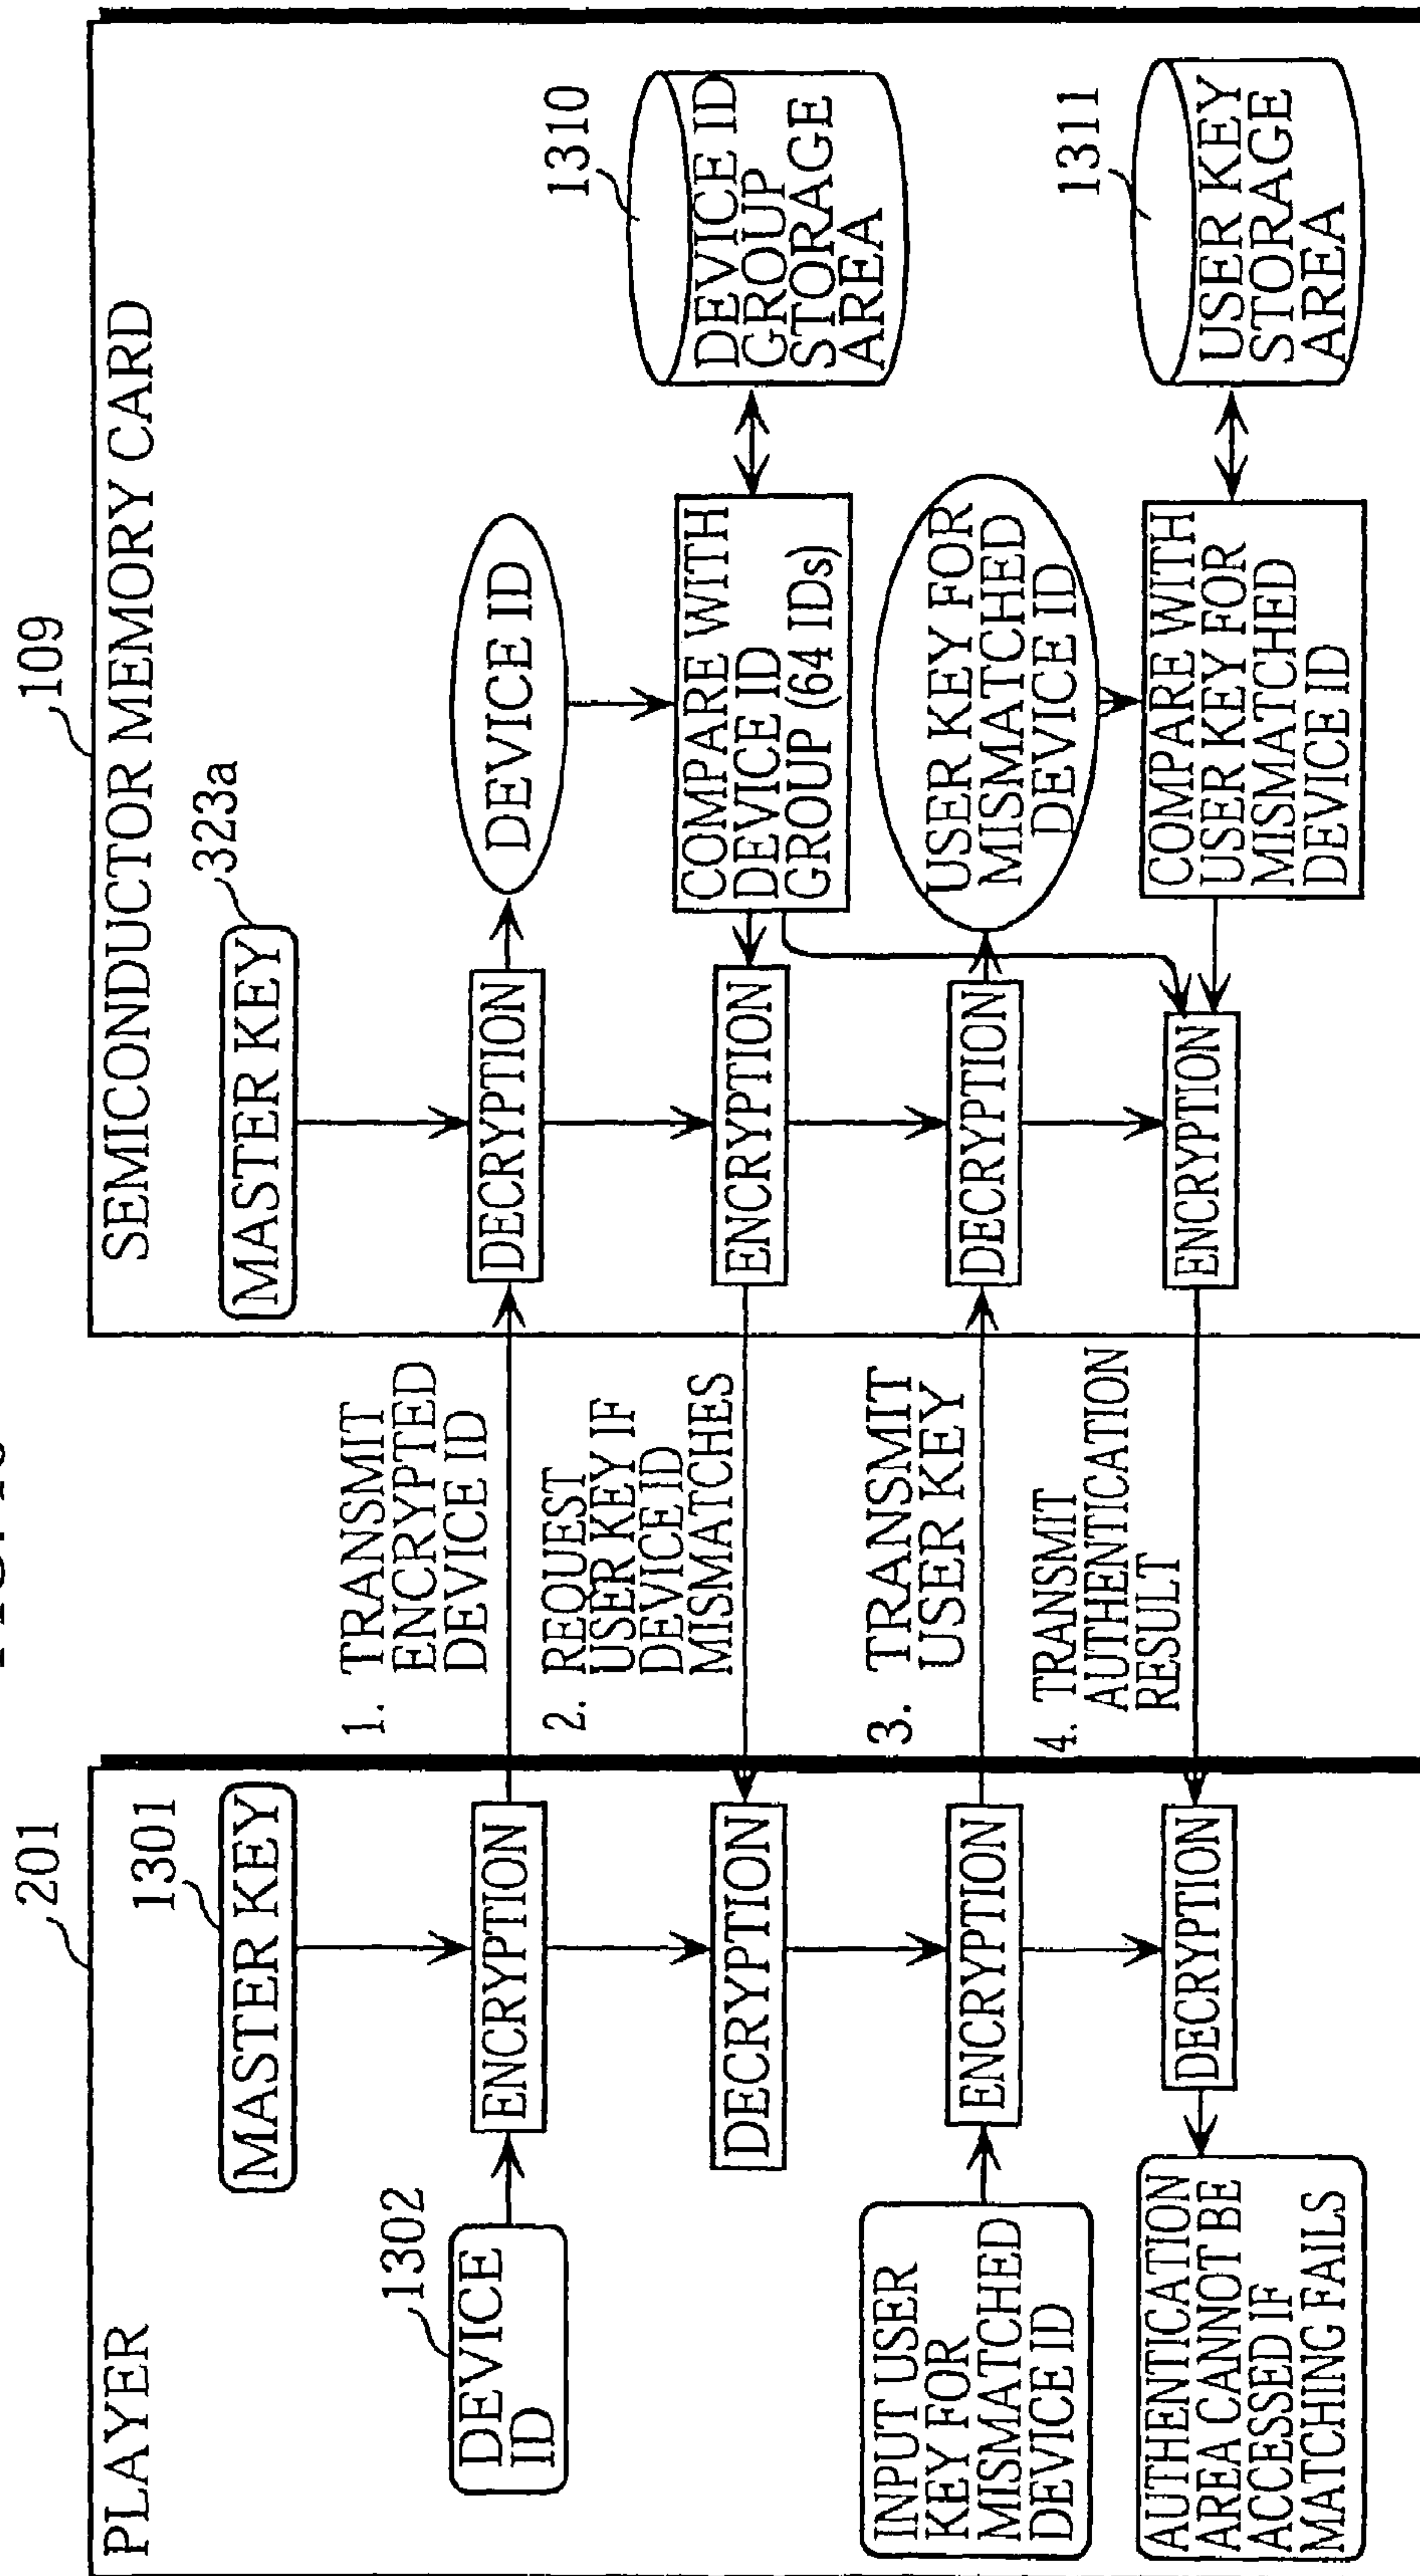 201
PLAYER
1301
MASTER KEY
1302
DEVICE
ID
ENCRYPTION
DECRYPTION
INPUT USER
KEY FOR
MISMATCHED
DEVICE ID
ENCRYPTION
AUTHENTICATION
AREA CANNOT BE
ACCESSED IF
MATCHING FAILS
DECRYPTION
1. TRANSMIT
ENCRYPTED
DEVICE ID
2. REQUEST
USER KEY IF
DEVICE ID
MISMATCHES
3. TRANSMIT
USER KEY
4. TRANSMIT
AUTHENTICATION
RESULT
109
SEMICONDUCTOR MEMORY CARD
323a
MASTER KEY
DECRYPTION
DEVICE ID
ENCRYPTION
COMPARE WITH
DEVICE ID
GROUP (64 IDs)
1310
DEVICE ID
GROUP
STORAGE
AREA
DECRYPTION
USER KEY FOR
MISMATCHED
DEVICE ID
ENCRYPTION
COMPARE WITH
USER KEY FOR
MISMATCHED
DEVICE ID
1311
USER KEY
STORAGE
AREA